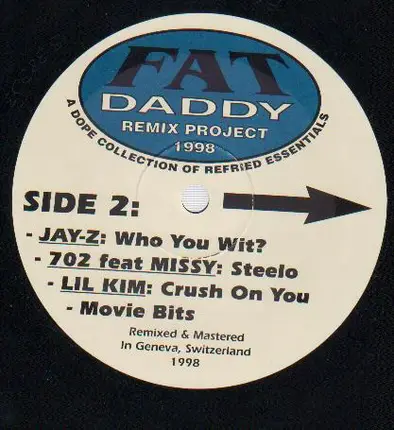 FAT
DADDY
REMIX PROJECT
1998
A DOPE COLLECTION OF REFRIED ESSENTIALS
SIDE 2:
- JAY-Z: Who You Wit?
- 702 feat MISSY: Steelo
- LIL KIM: Crush On You
- Movie Bits
Remixed & Mastered
In Geneva, Switzerland
1998